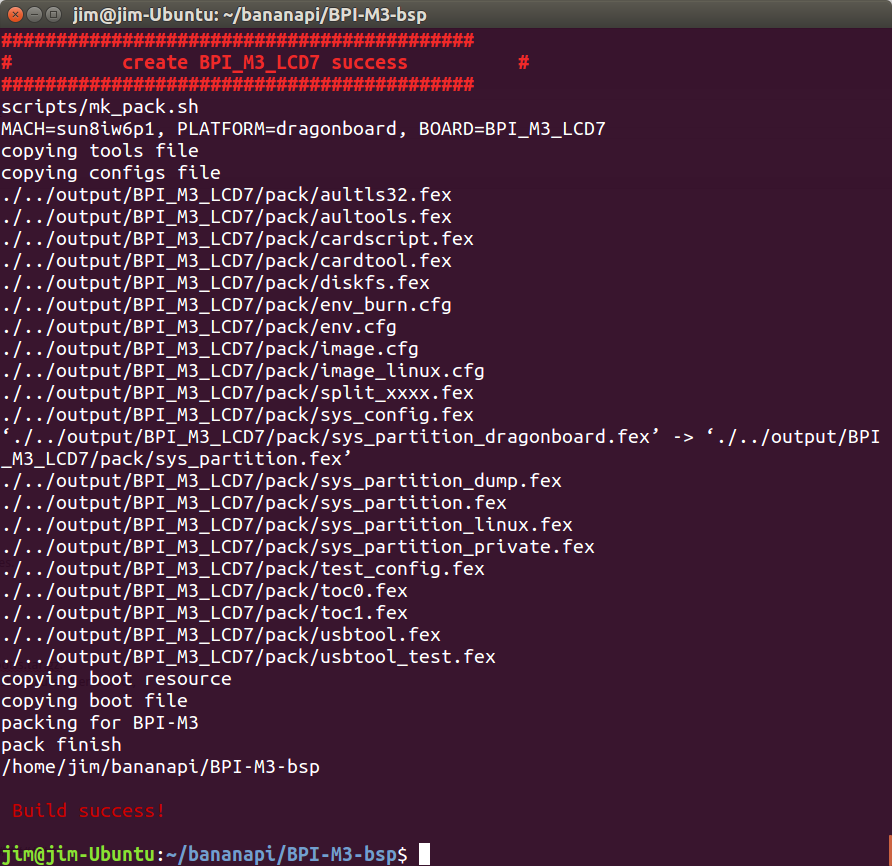 jim@jim-Ubuntu: ~/bananapi/BPI-M3-bsp
###########################################
#          create BPI_M3_LCD7 success          #
###########################################
scripts/mk_pack.sh
MACH=sun8iw6p1, PLATFORM=dragonboard, BOARD=BPI_M3_LCD7
copying tools file
copying configs file
./../output/BPI_M3_LCD7/pack/aultls32.fex
./../output/BPI_M3_LCD7/pack/aultools.fex
./../output/BPI_M3_LCD7/pack/cardscript.fex
./../output/BPI_M3_LCD7/pack/cardtool.fex
./../output/BPI_M3_LCD7/pack/diskfs.fex
./../output/BPI_M3_LCD7/pack/env_burn.cfg
./../output/BPI_M3_LCD7/pack/env.cfg
./../output/BPI_M3_LCD7/pack/image.cfg
./../output/BPI_M3_LCD7/pack/image_linux.cfg
./../output/BPI_M3_LCD7/pack/split_xxxx.fex
./../output/BPI_M3_LCD7/pack/sys_config.fex
‘./../output/BPI_M3_LCD7/pack/sys_partition_dragonboard.fex’ -> ‘./../output/BPI
_M3_LCD7/pack/sys_partition.fex’
./../output/BPI_M3_LCD7/pack/sys_partition_dump.fex
./../output/BPI_M3_LCD7/pack/sys_partition.fex
./../output/BPI_M3_LCD7/pack/sys_partition_linux.fex
./../output/BPI_M3_LCD7/pack/sys_partition_private.fex
./../output/BPI_M3_LCD7/pack/test_config.fex
./../output/BPI_M3_LCD7/pack/toc0.fex
./../output/BPI_M3_LCD7/pack/toc1.fex
./../output/BPI_M3_LCD7/pack/usbtool.fex
./../output/BPI_M3_LCD7/pack/usbtool_test.fex
copying boot resource
copying boot file
packing for BPI-M3
pack finish
/home/jim/bananapi/BPI-M3-bsp
Build success!
jim@jim-Ubuntu:~/bananapi/BPI-M3-bsp$